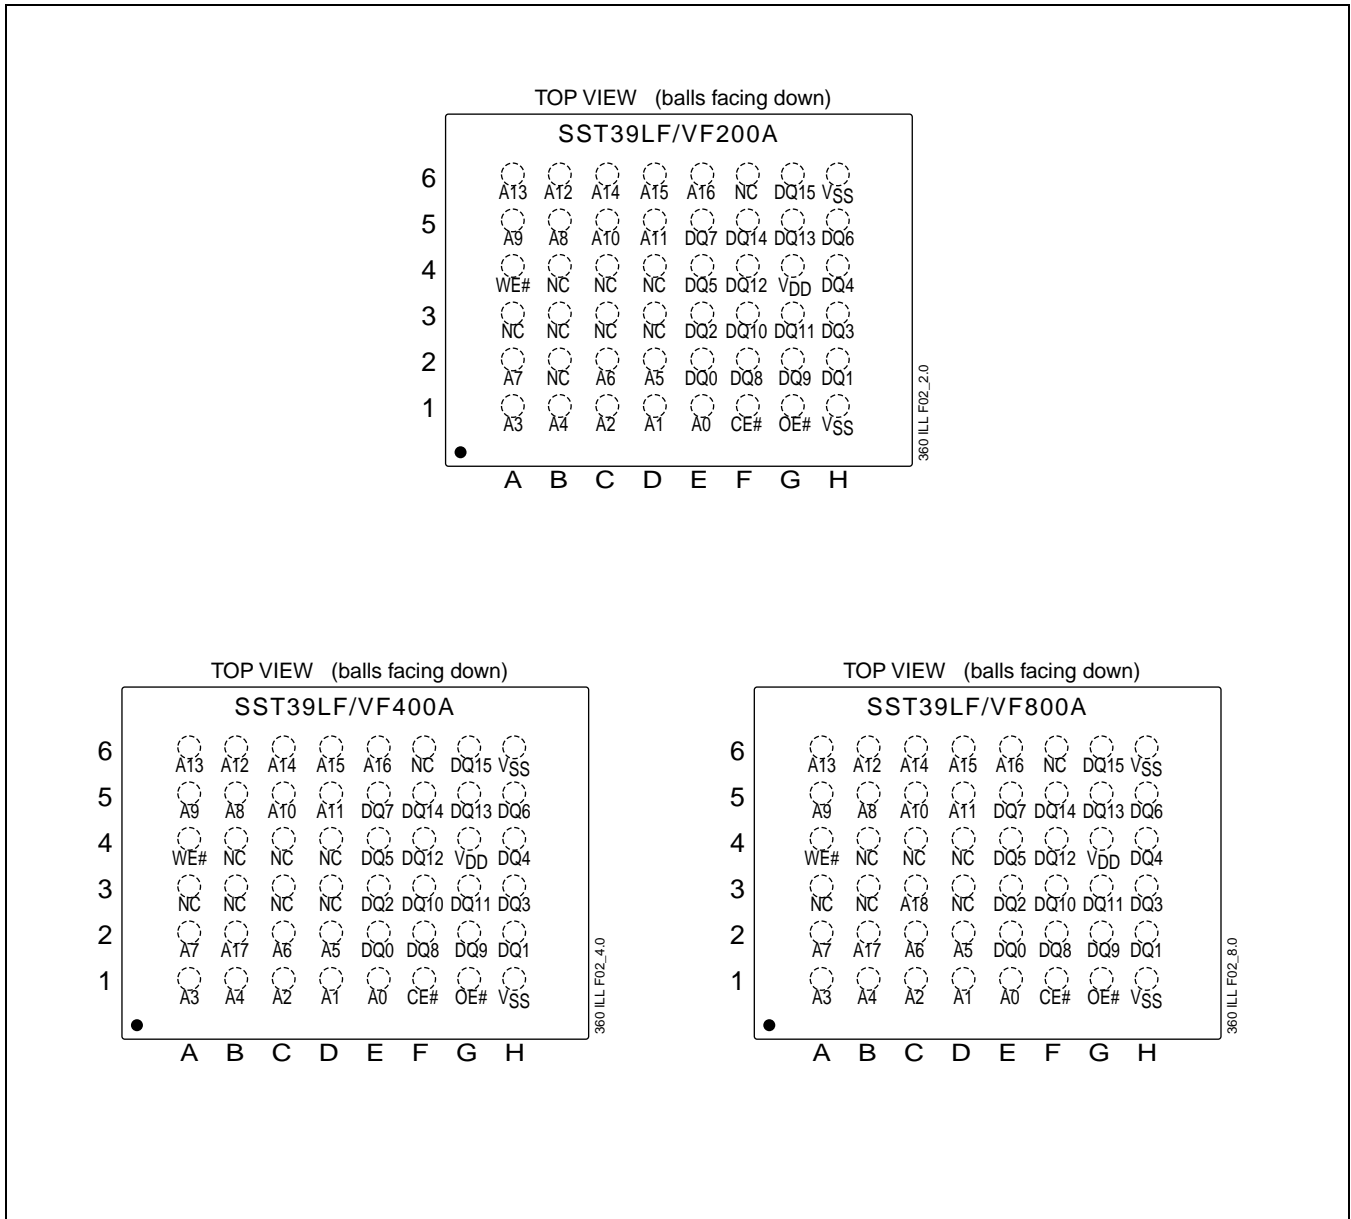 TOP VIEW (balls facing down)
SST39LF/VF200A
6 A13 A12 A14 A15 A16 NC DQ15 VSS
5 A9 A8 A10 A11 DQ7 DQ14 DQ13 DQ6
4 WE# NC NC NC DQ5 DQ12 VDD DQ4
3 NC NC NC NC DQ2 DQ10 DQ11 DQ3
2 A7 NC A6 A5 DQ0 DQ8 DQ9 DQ1
1 A3 A4 A2 A1 A0 CE# OE# VSS
A B C D E F G H
360 ILL F02_2.0
TOP VIEW (balls facing down)
SST39LF/VF400A
6 A13 A12 A14 A15 A16 NC DQ15 VSS
5 A9 A8 A10 A11 DQ7 DQ14 DQ13 DQ6
4 WE# NC NC NC DQ5 DQ12 VDD DQ4
3 NC NC NC NC DQ2 DQ10 DQ11 DQ3
2 A7 A17 A6 A5 DQ0 DQ8 DQ9 DQ1
1 A3 A4 A2 A1 A0 CE# OE# VSS
A B C D E F G H
360 ILL F02_4.0
TOP VIEW (balls facing down)
SST39LF/VF800A
6 A13 A12 A14 A15 A16 NC DQ15 VSS
5 A9 A8 A10 A11 DQ7 DQ14 DQ13 DQ6
4 WE# NC NC NC DQ5 DQ12 VDD DQ4
3 NC NC A18 NC DQ2 DQ10 DQ11 DQ3
2 A7 A17 A6 A5 DQ0 DQ8 DQ9 DQ1
1 A3 A4 A2 A1 A0 CE# OE# VSS
A B C D E F G H
360 ILL F02_8.0